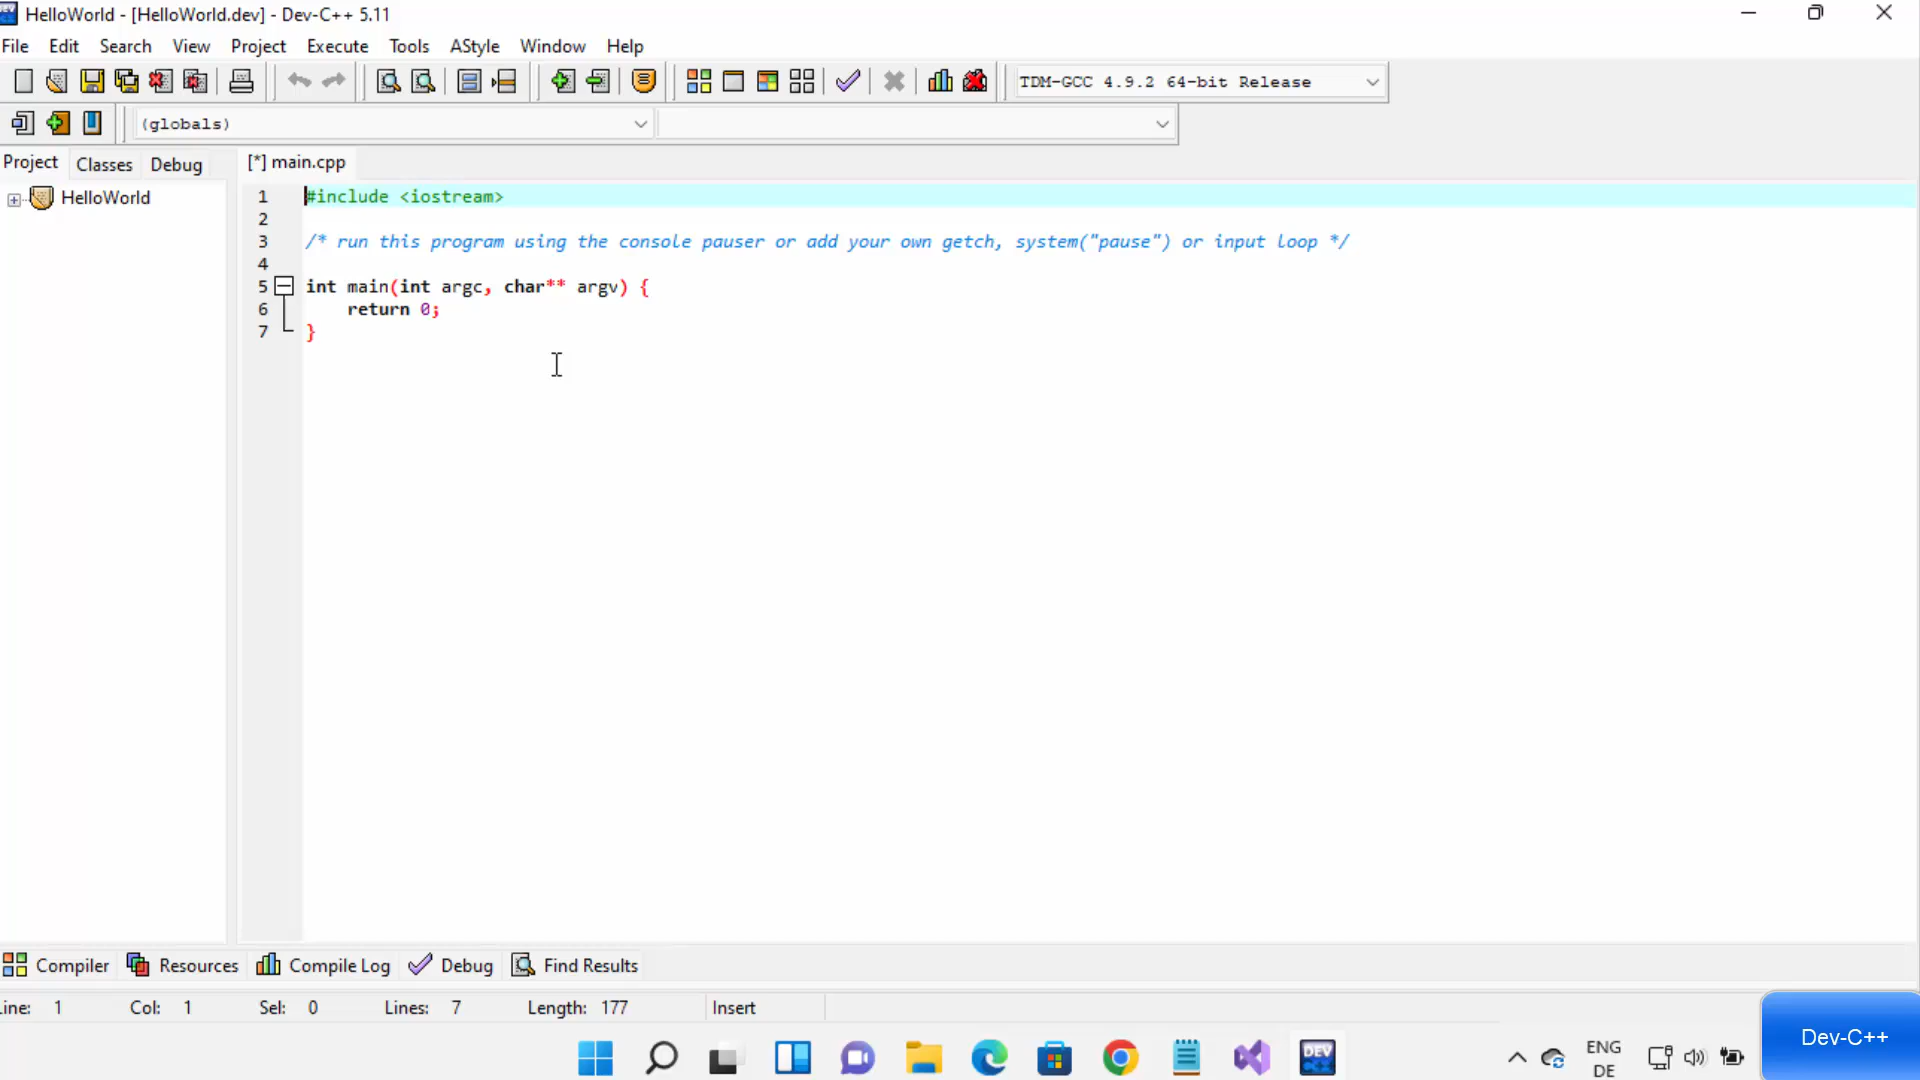 HelloWorld - [HelloWorld.dev] - Dev-C++ 5.11
File Edit Search View Project Execute Tools AStyle Window Help
TDM-GCC 4.9.2 64-bit Release
(globals)
Project Classes Debug [*] main.cpp
HelloWorld
1 #include <iostream>
2
3 /* run this program using the console pauser or add your own getch, system("pause") or input loop */
4
5 int main(int argc, char** argv) {
6 return 0;
7 }
Compiler Resources Compile Log Debug Find Results
Line: 1 Col: 1 Sel: 0 Lines: 7 Length: 177 Insert
DEV
ENG
DE
Dev-C++